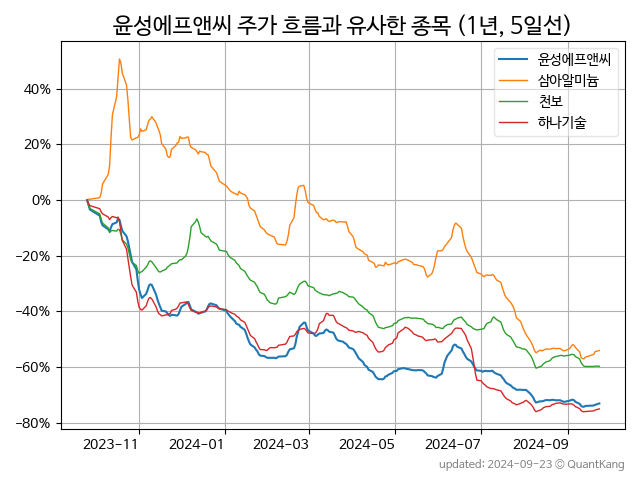 윤성에프앤씨 주가 흐름과 유사한 종목 (1년, 5일선)
윤성에프앤씨
삼아알미늄
천보
하나기술
40%
20%
0%
−20%
−40%
−60%
−80%
2023-11 2024-01 2024-03 2024-05 2024-07 2024-09
updated: 2024-09-23 © QuantKang